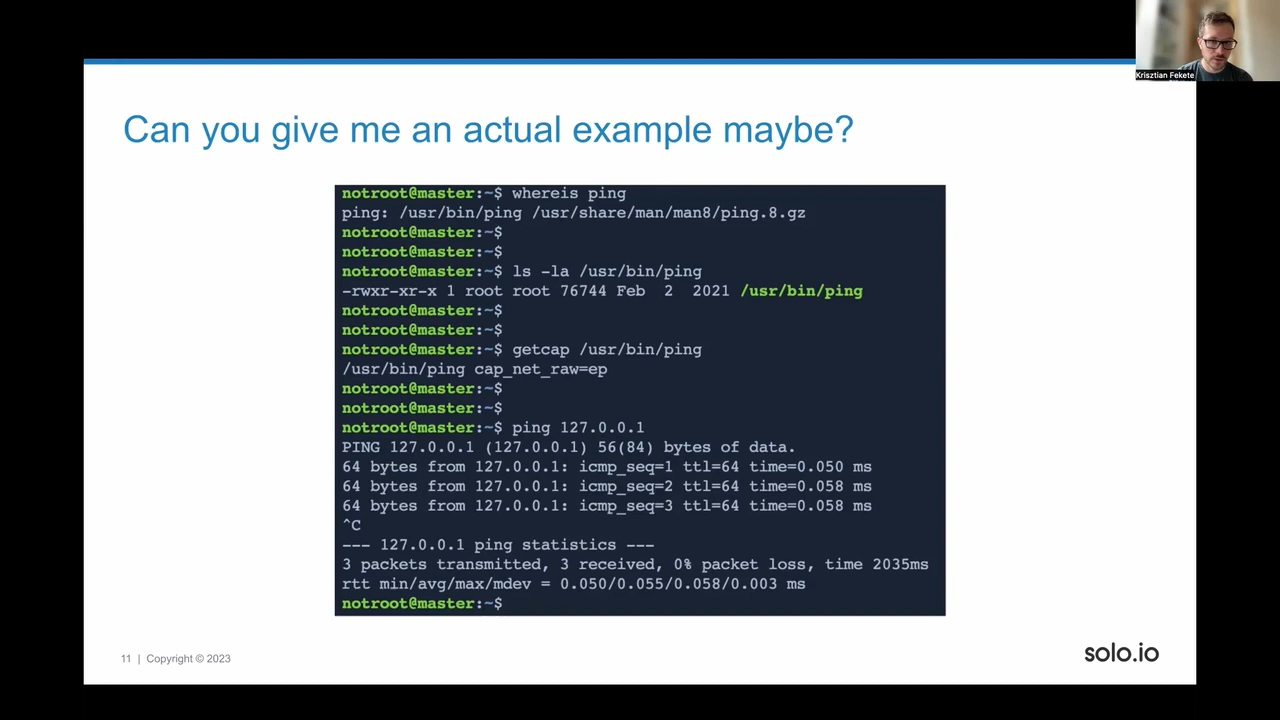 Krisztian Fekete
Can you give me an actual example maybe?
notroot@master:~$ whereis ping
ping: /usr/bin/ping /usr/share/man/man8/ping.8.gz
notroot@master:~$
notroot@master:~$
notroot@master:~$ ls -la /usr/bin/ping
-rwxr-xr-x 1 root root 76744 Feb  2  2021 /usr/bin/ping
notroot@master:~$
notroot@master:~$
notroot@master:~$ getcap /usr/bin/ping
/usr/bin/ping cap_net_raw=ep
notroot@master:~$
notroot@master:~$
notroot@master:~$ ping 127.0.0.1
PING 127.0.0.1 (127.0.0.1) 56(84) bytes of data.
64 bytes from 127.0.0.1: icmp_seq=1 ttl=64 time=0.050 ms
64 bytes from 127.0.0.1: icmp_seq=2 ttl=64 time=0.058 ms
64 bytes from 127.0.0.1: icmp_seq=3 ttl=64 time=0.058 ms
^C
--- 127.0.0.1 ping statistics ---
3 packets transmitted, 3 received, 0% packet loss, time 2035ms
rtt min/avg/max/mdev = 0.050/0.055/0.058/0.003 ms
notroot@master:~$
11 | Copyright © 2023
solo.io